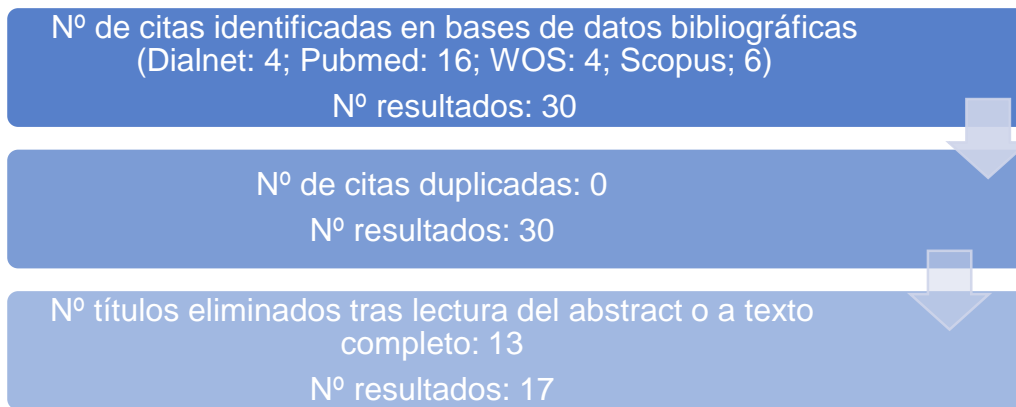 Nº de citas identificadas en bases de datos bibliográficas
(Dialnet: 4; Pubmed: 16; WOS: 4; Scopus; 6)
Nº resultados: 30
Nº de citas duplicadas: 0
Nº resultados: 30
Nº títulos eliminados tras lectura del abstract o a texto
completo: 13
Nº resultados: 17